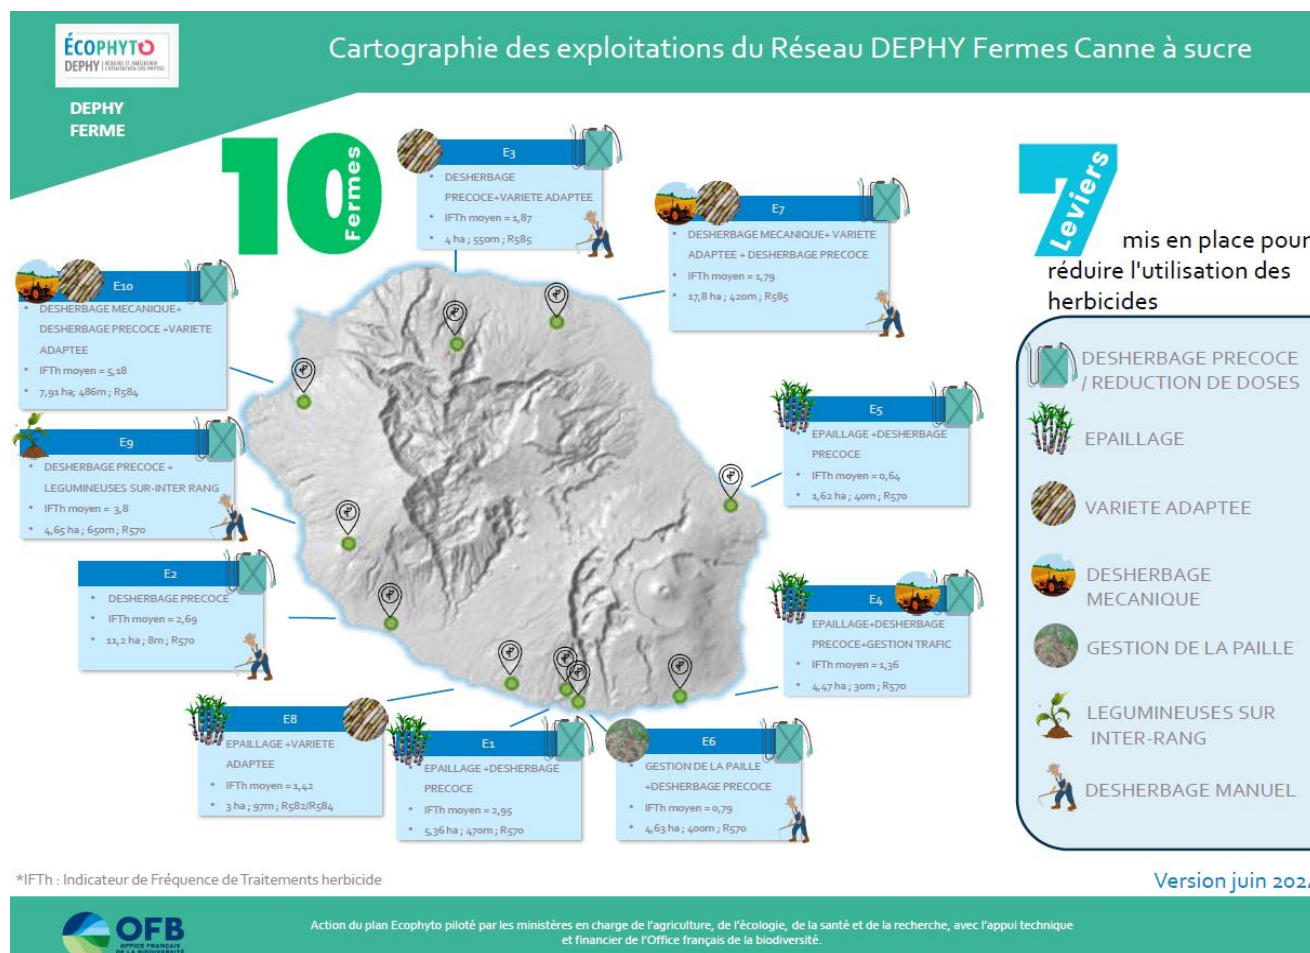 ÉCOPHYTO
DEPHY
RÉDUIRE ET AMÉLIORER
L'UTILISATION DES PHYTOS
DEPHY
FERME
Cartographie des exploitations du Réseau DEPHY Fermes Canne à sucre
10
Fermes
E3
• DESHERBAGE
PRECOCE+VARIETE ADAPTEE
• IFTh moyen = 1,87
• 4 ha ; 550m ; R585
E7
• DESHERBAGE MECANIQUE+ VARIETE
ADAPTEE + DESHERBAGE PRECOCE
• IFTh moyen = 1,79
• 17,8 ha ; 420m ; R585
E10
• DESHERBAGE MECANIQUE+
DESHERBAGE PRECOCE +VARIETE
ADAPTEE
• IFTh moyen = 5,18
• 7,91 ha; 486m ; R584
E9
• DESHERBAGE PRECOCE +
LEGUMINEUSES SUR-INTER RANG
• IFTh moyen = 3,8
• 4,65 ha ; 650m ; R570
E5
• EPAILLAGE +DESHERBAGE
PRECOCE
• IFTh moyen = 0,64
• 1,62 ha ; 40m ; R570
E2
• DESHERBAGE PRECOCE
• IFTh moyen = 2,69
• 11,2 ha ; 8m ; R570
E4
EPAILLAGE+DESHERBAGE
PRECOCE+GESTION TRAFIC
• IFTh moyen = 1,36
• 4,47 ha ; 30m ; R570
E8
EPAILLAGE +VARIETE
ADAPTEE
• IFTh moyen = 1,42
• 3 ha ; 97m ; R582/R584
E1
• EPAILLAGE +DESHERBAGE
PRECOCE
• IFTh moyen = 2,95
• 5,36 ha ; 470m ; R570
E6
• GESTION DE LA PAILLE
+DESHERBAGE PRECOCE
• IFTh moyen = 0,79
• 4,63 ha ; 400m ; R570
7
Leviers
mis en place pour
réduire l'utilisation des
herbicides
DESHERBAGE PRECOCE
/ REDUCTION DE DOSES
EPAILLAGE
VARIETE ADAPTEE
DESHERBAGE
MECANIQUE
GESTION DE LA PAILLE
LEGUMINEUSES SUR
INTER-RANG
DESHERBAGE MANUEL
*IFTh : Indicateur de Fréquence de Traitements herbicide
Version juin 2024
OFB
OFFICE FRANÇAIS
DE LA BIODIVERSITÉ
Action du plan Ecophyto piloté par les ministères en charge de l'agriculture, de l'écologie, de la santé et de la recherche, avec l'appui technique
et financier de l'Office français de la biodiversité.